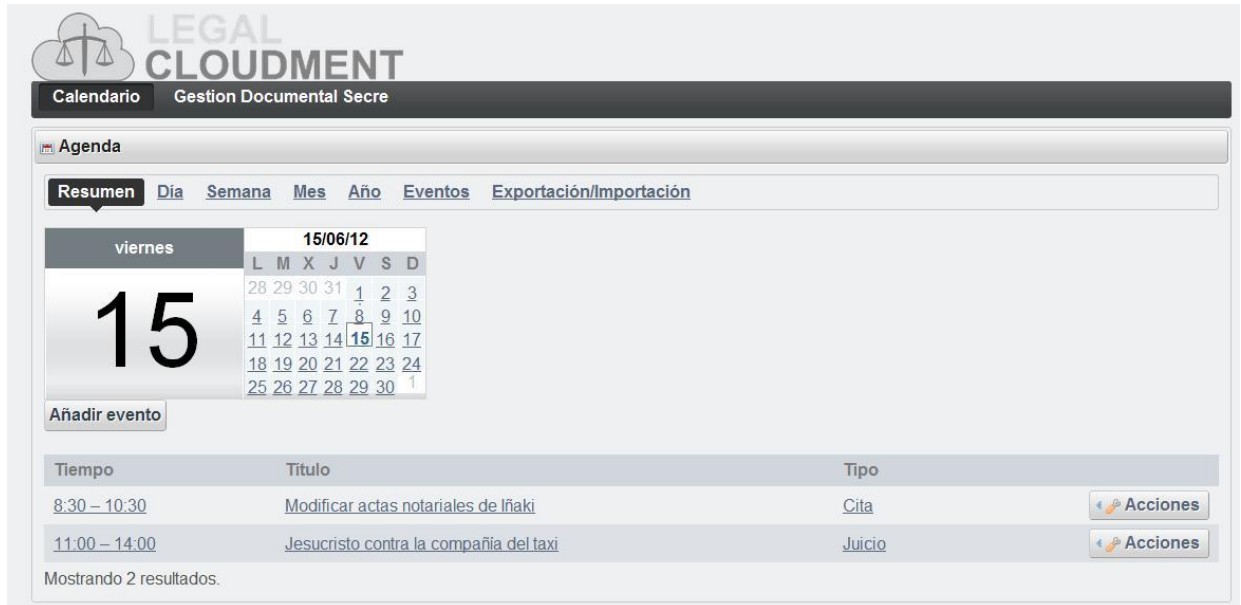 LEGAL
CLOUDMENT
Calendario Gestion Documental Secre
Agenda
Resumen Día Semana Mes Año Eventos Exportación/Importación
viernes
15
15/06/12
L M X J V S D
28 29 30 31 1 2 3
4 5 6 7 8 9 10
11 12 13 14 15 16 17
18 19 20 21 22 23 24
25 26 27 28 29 30 1
Añadir evento
Tiempo Título Tipo
8:30 – 10:30 Modificar actas notariales de Iñaki Cita Acciones
11:00 – 14:00 Jesucristo contra la compañía del taxi Juicio Acciones
Mostrando 2 resultados.